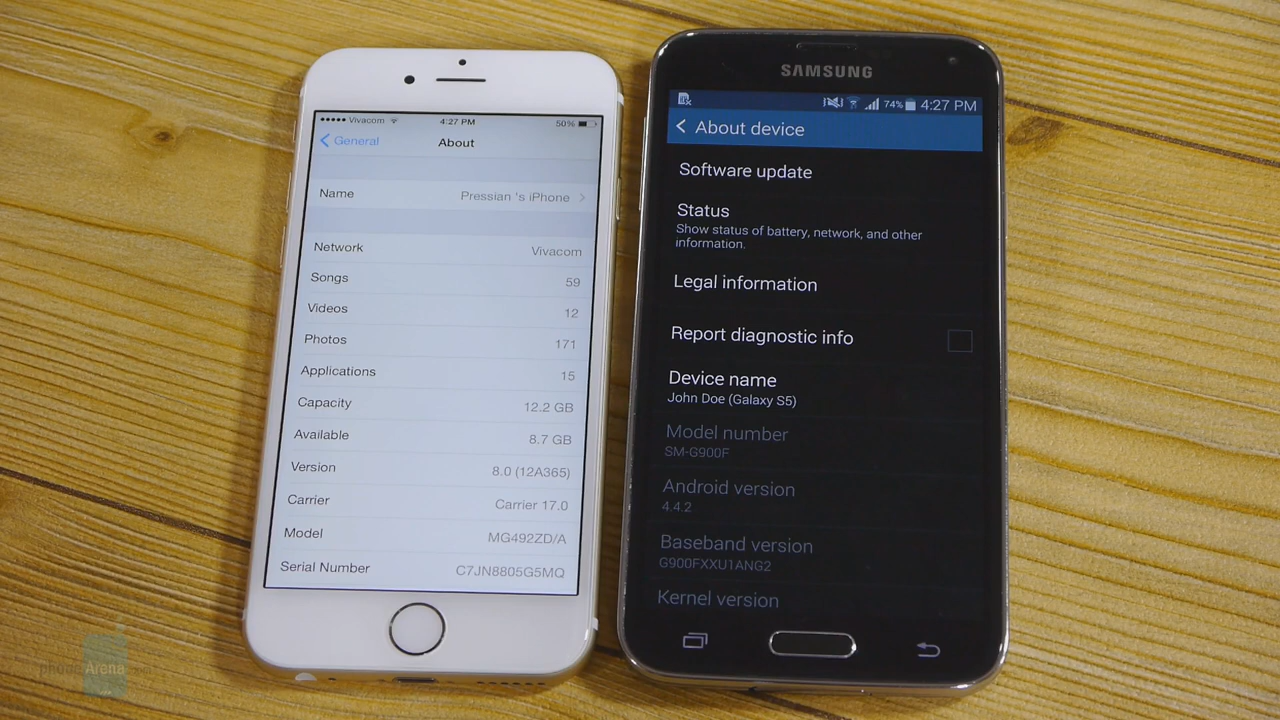 Vivacom
4:27 PM
50%
General
About
Name
Pressian 's iPhone
Network
Vivacom
Songs
59
Videos
12
Photos
171
Applications
15
Capacity
12.2 GB
Available
8.7 GB
Version
8.0 (12A365)
Carrier
Carrier 17.0
Model
MG492ZD/A
Serial Number
C7JN8805G5MQ
SAMSUNG
74%
4:27 PM
About device
Software update
Status
Show status of battery, network, and other
information.
Legal information
Report diagnostic info
Device name
John Doe (Galaxy S5)
Model number
SM-G900F
Android version
4.4.2
Baseband version
G900FXXU1ANG2
Kernel version
phoneArena